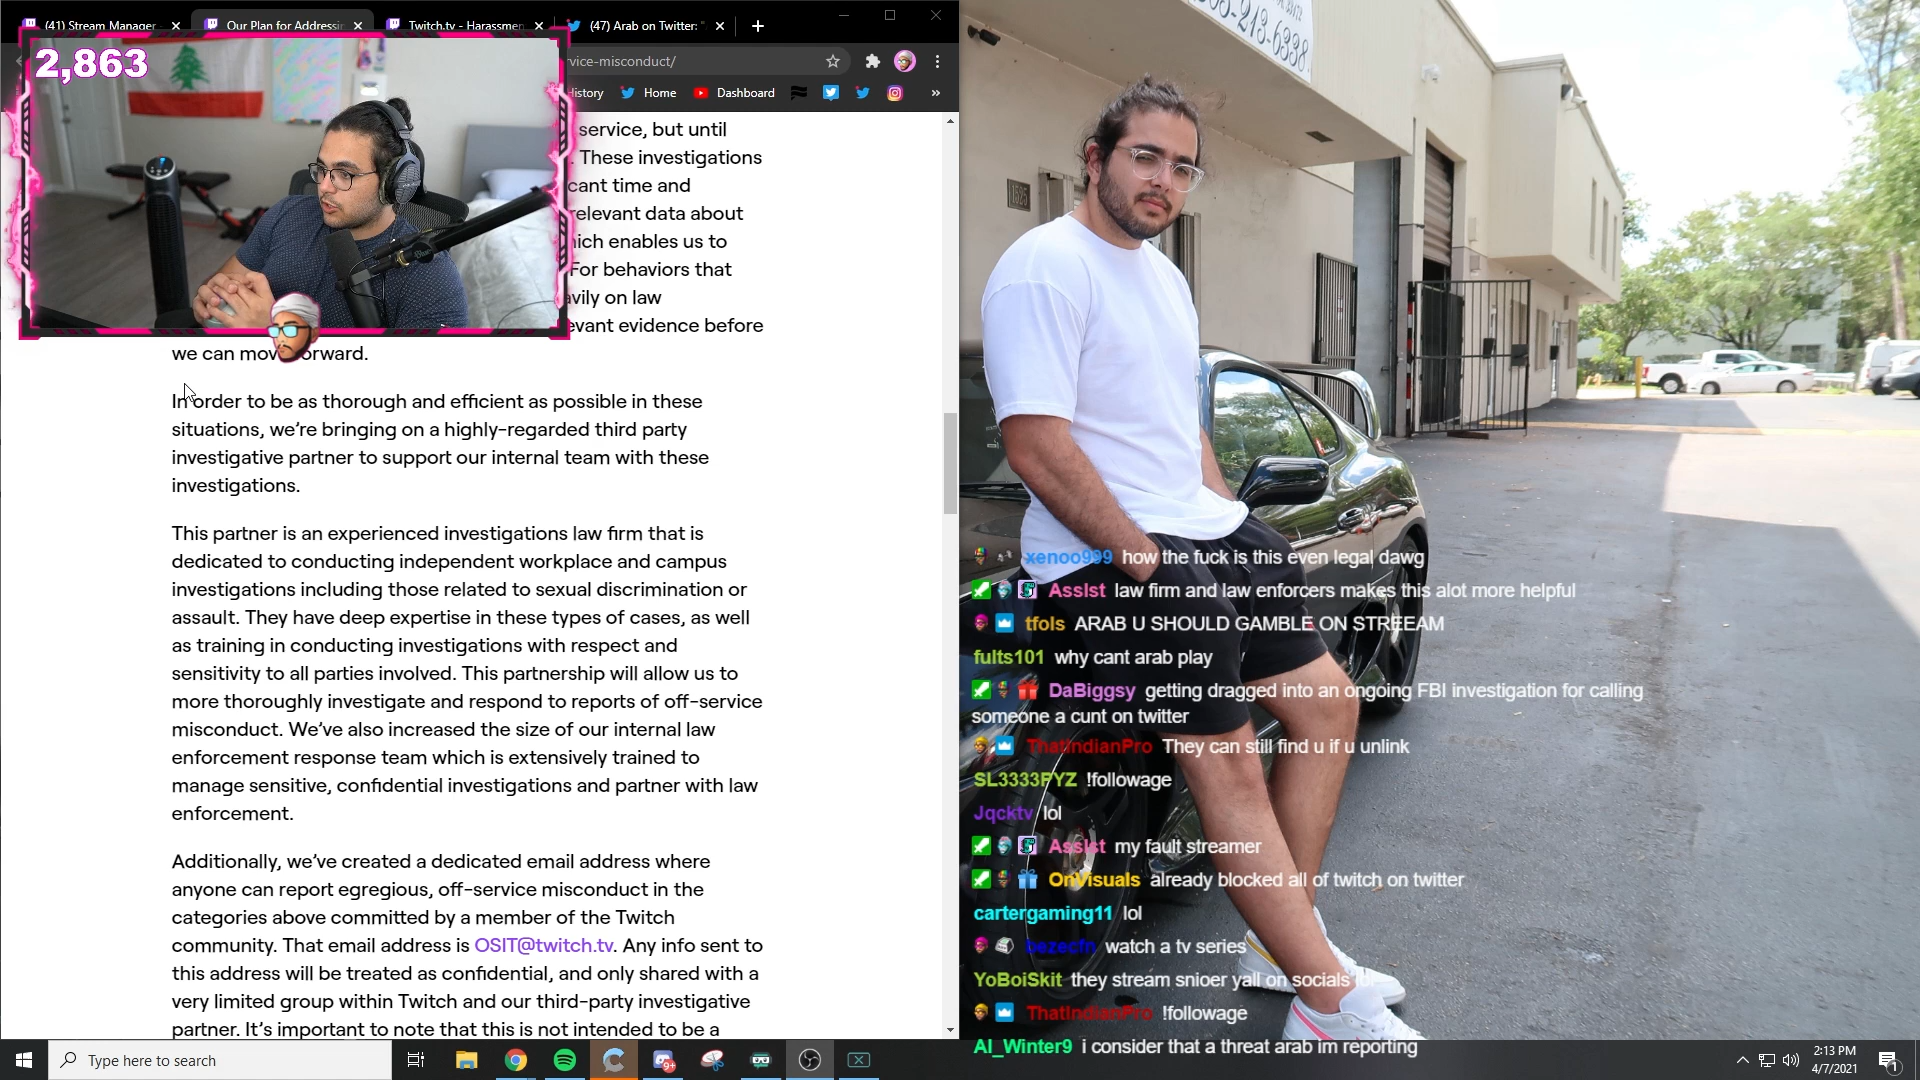 (41) Stream Manager -
Our Plan for Addressin
Twitch.tv - Harassmen
(47) Arab on Twitter: "
2,863
vice-misconduct/
History
Home
Dashboard
»
service, but until
. These investigations
cant time and
relevant data about
hich enables us to
For behaviors that
avily on law
evant evidence before
we can move forward.
In order to be as thorough and efficient as possible in these
situations, we're bringing on a highly-regarded third party
investigative partner to support our internal team with these
investigations.
This partner is an experienced investigations law firm that is
dedicated to conducting independent workplace and campus
investigations including those related to sexual discrimination or
assault. They have deep expertise in these types of cases, as well
as training in conducting investigations with respect and
sensitivity to all parties involved. This partnership will allow us to
more thoroughly investigate and respond to reports of off-service
misconduct. We've also increased the size of our internal law
enforcement response team which is extensively trained to
manage sensitive, confidential investigations and partner with law
enforcement.
Additionally, we've created a dedicated email address where
anyone can report egregious, off-service misconduct in the
categories above committed by a member of the Twitch
community. That email address is OSIT@twitch.tv. Any info sent to
this address will be treated as confidential, and only shared with a
very limited group within Twitch and our third-party investigative
partner. It's important to note that this is not intended to be a
-213-6338
1525
xenoo999 how the fuck is this even legal dawg
AssIst law firm and law enforcers makes this alot more helpful
tfols ARAB U SHOULD GAMBLE ON STREEAM
fults101 why cant arab play
DaBiggsy getting dragged into an ongoing FBI investigation for calling
someone a cunt on twitter
ThatIndianPro They can still find u if u unlink
SL3333FYZ !followage
Jqcktv lol
AssIst my fault streamer
OnVisuals already blocked all of twitch on twitter
cartergaming11 lol
bezecfn watch a tv series
YoBoiSkit they stream snioer yall on socials lol
ThatIndianPro !followage
Al_Winter9 i consider that a threat arab im reporting
Type here to search
9+
2:13 PM
4/7/2021
1